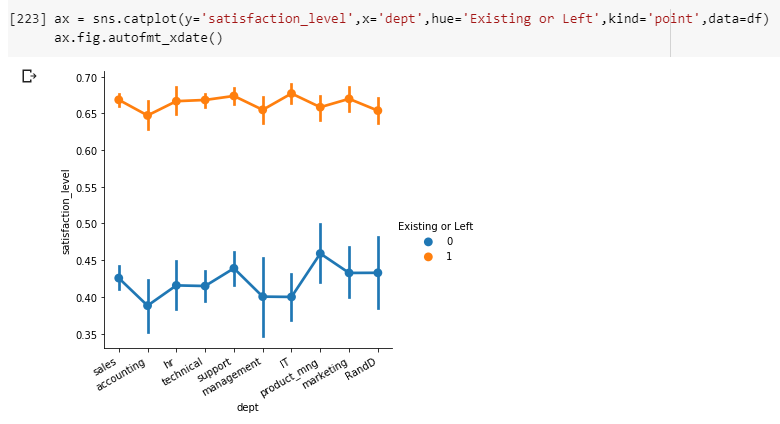 [223] ax = sns.catplot(y='satisfaction_level',x='dept',hue='Existing or Left',kind='point',data=df)
ax.fig.autofmt_xdate()
0.70
0.65
0.60
0.55
0.50
0.45
0.40
0.35
satisfaction_level
Existing or Left
0
1
sales
accounting
hr
technical
support
management
IT
product_mng
marketing
RandD
dept